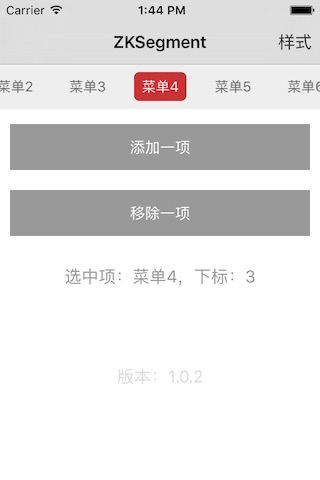 Carrier 1:44 PM
ZKSegment 样式
菜单2 菜单3 菜单4 菜单5 菜单6
添加一项
移除一项
选中项：菜单4，下标：3
版本：1.0.2